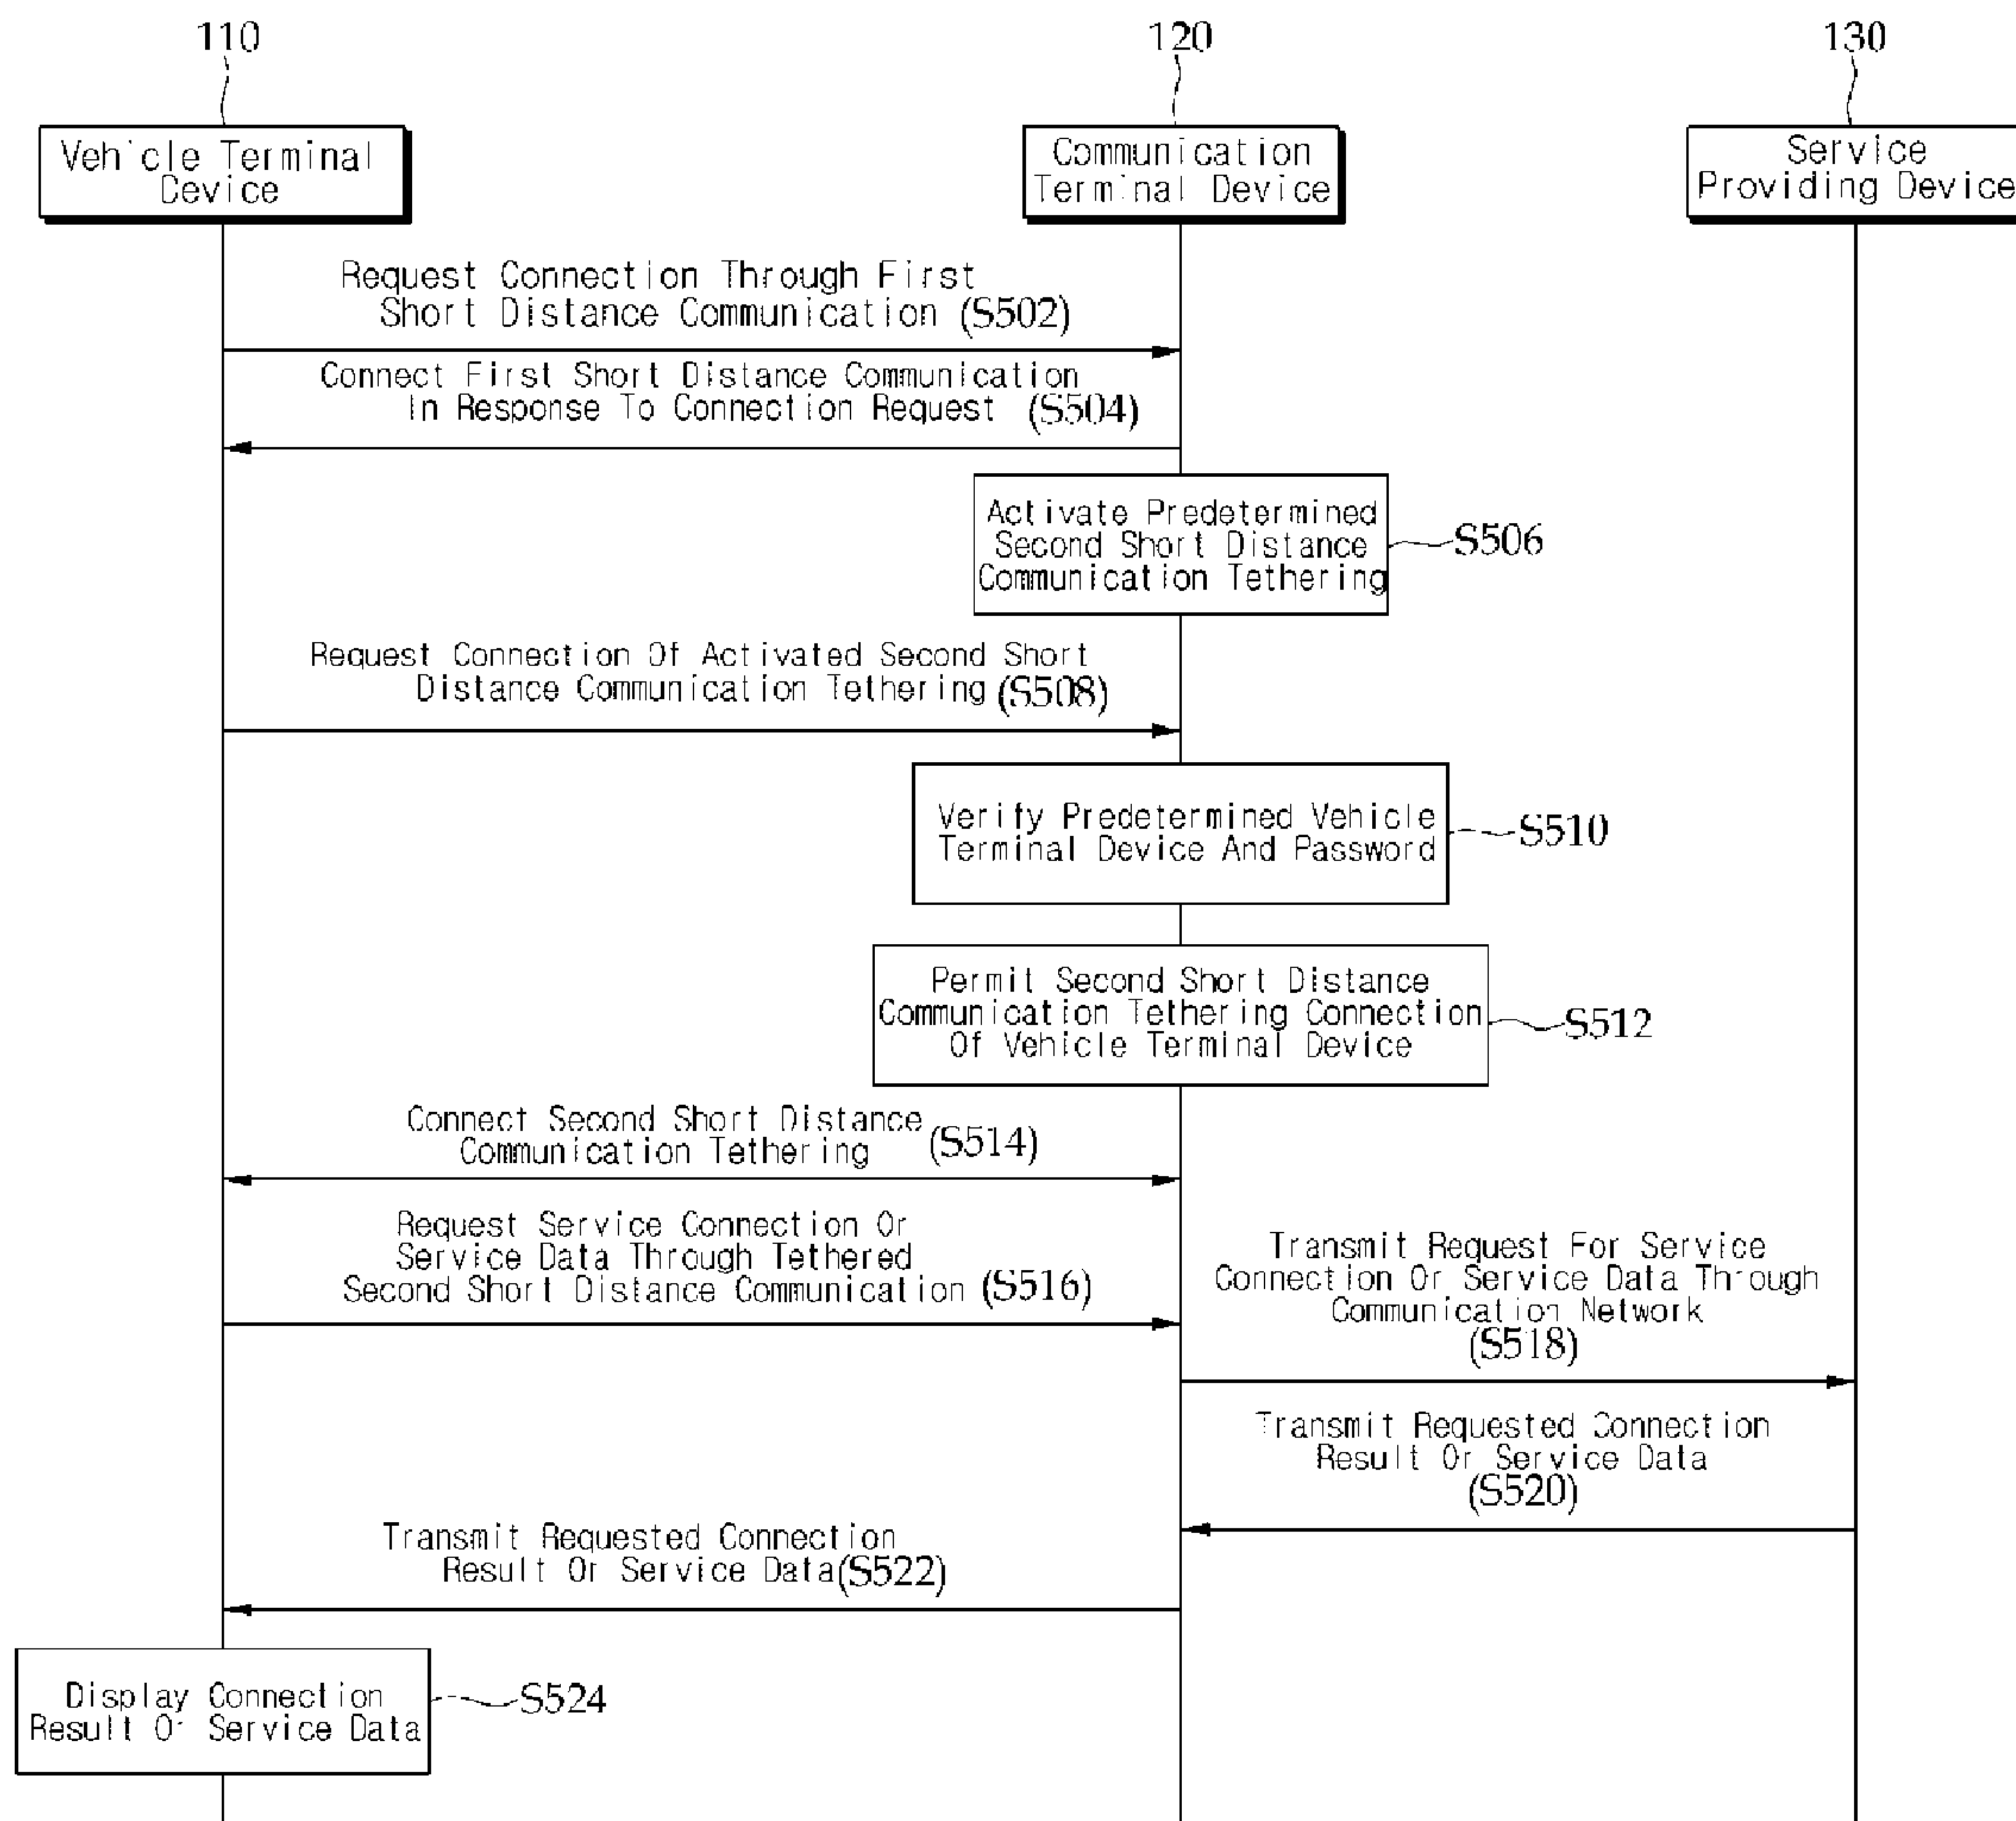 110
120
130
Vehicle Terminal
Device
Communication
Terminal Device
Service
Providing Device
Request Connection Through First
Short Distance Communication (S502)
Connect First Short Distance Communication
In Response To Connection Request (S504)
Activate Predetermined
Second Short Distance
Communication Tethering
S506
Request Connection Of Activated Second Short
Distance Communication Tethering (S508)
Verify Predetermined Vehicle
Terminal Device And Password
S510
Permit Second Short Distance
Communication Tethering Connection
Of Vehicle Terminal Device
S512
Connect Second Short Distance
Communication Tethering (S514)
Request Service Connection Or
Service Data Through Tethered
Second Short Distance Communication (S516)
Transmit Request For Service
Connection Or Service Data Through
Communication Network
(S518)
Transmit Requested Connection
Result Or Service Data
(S520)
Transmit Requested Connection
Result Or Service Data(S522)
Display Connection
Result Or Service Data
S524